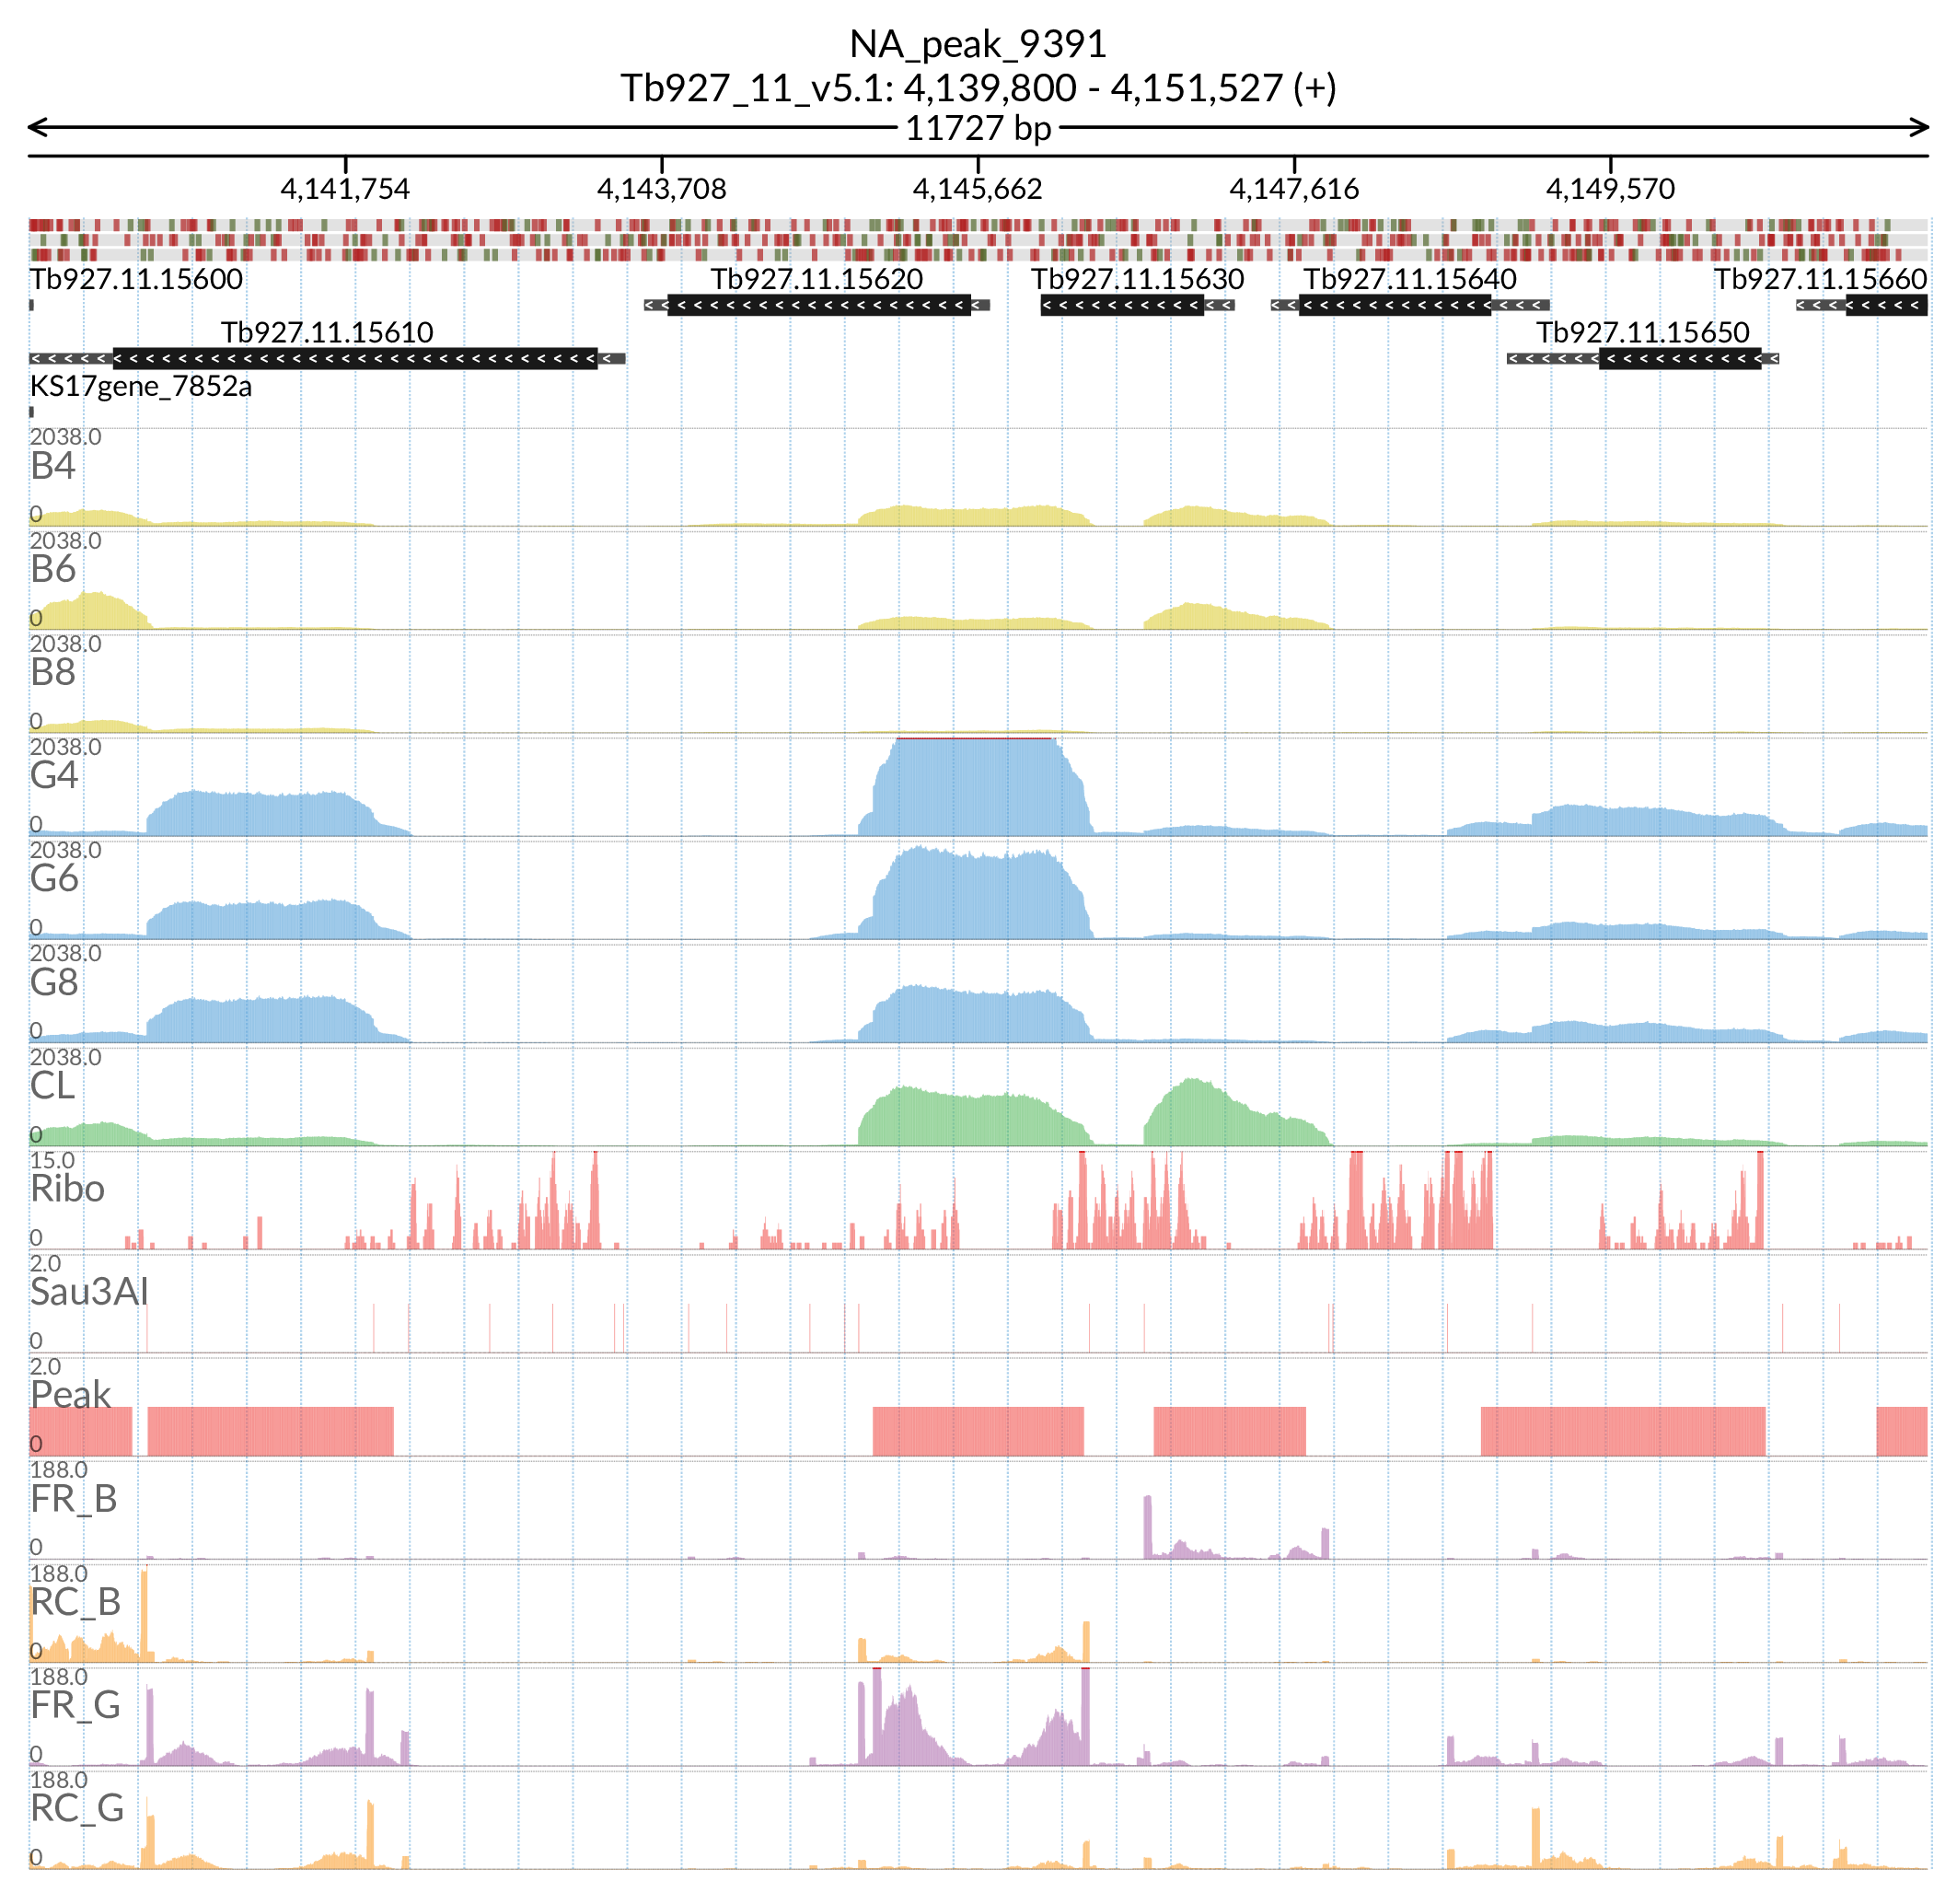 NA_peak_9391
Tb927_11_v5.1: 4,139,800 - 4,151,527 (+)
11727 bp
4,141,754 4,143,708 4,145,662 4,147,616 4,149,570
Tb927.11.15600 Tb927.11.15620 Tb927.11.15630 Tb927.11.15640 Tb927.11.15660
Tb927.11.15610 Tb927.11.15650
KS17gene_7852a
2038.0
B4
0
2038.0
B6
0
2038.0
B8
0
2038.0
G4
0
2038.0
G6
0
2038.0
G8
0
2038.0
CL
0
15.0
Ribo
0
2.0
Sau3AI
0
2.0
Peak
0
188.0
FR_B
0
188.0
RC_B
0
188.0
FR_G
0
188.0
RC_G
0